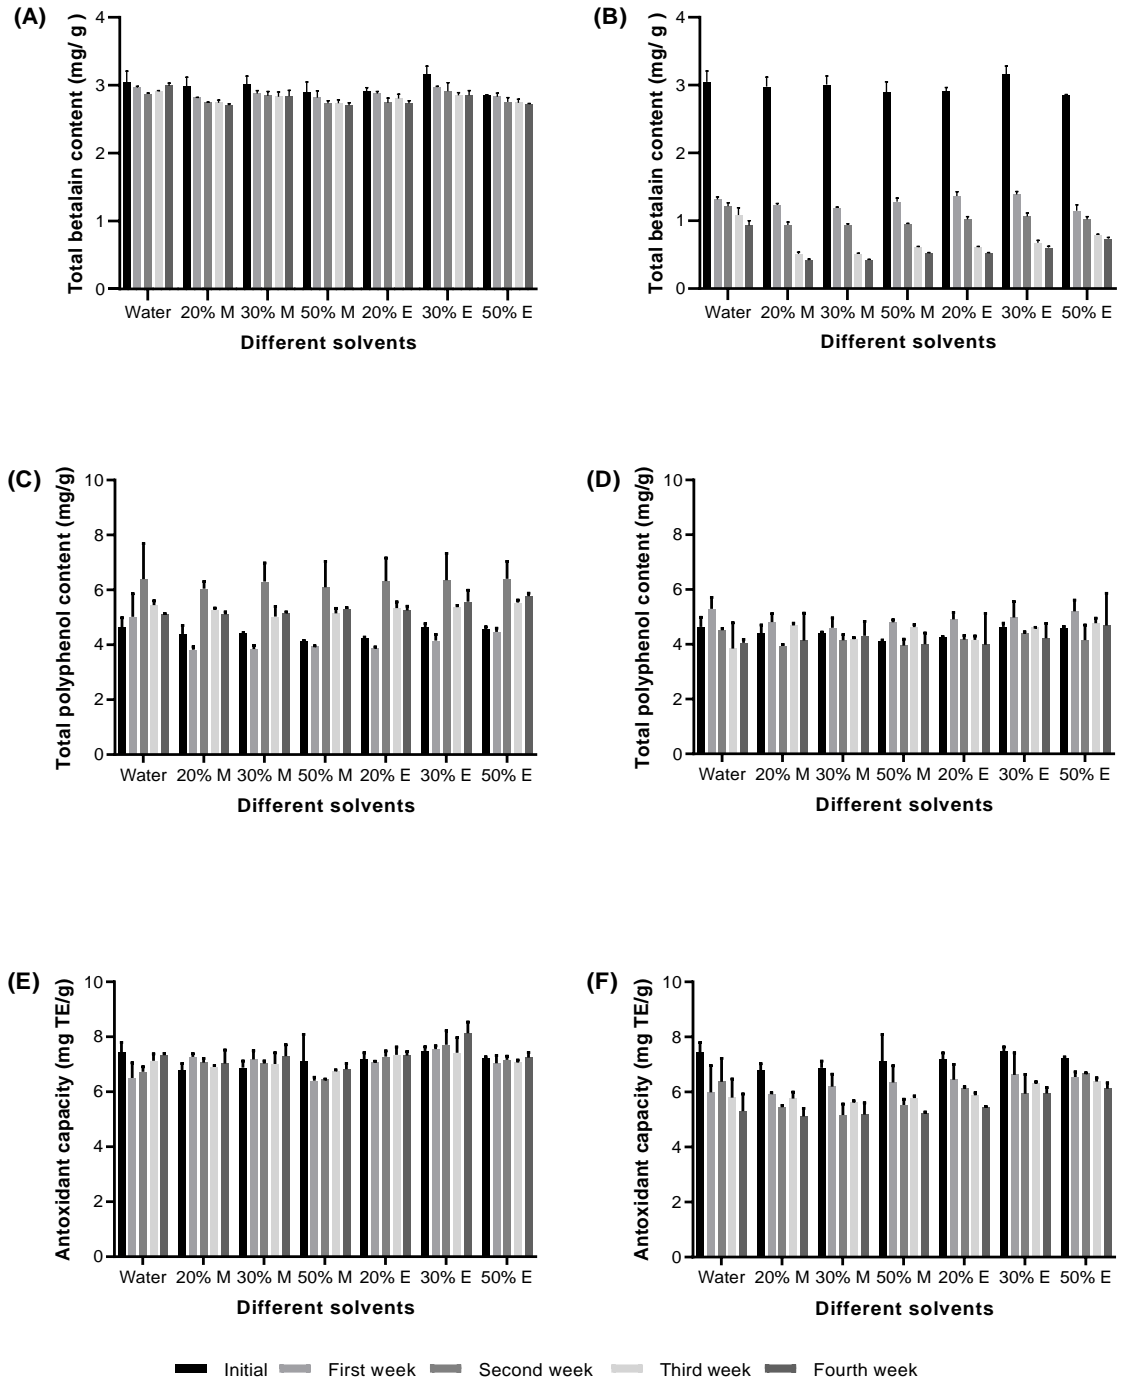 (A)
Total betalain content (mg/ g )
4
3
2
1
0
Water 20% M 30% M 50% M 20% E 30% E 50% E
Different solvents
(B)
Total betalain content (mg/ g )
4
3
2
1
0
Water 20% M 30% M 50% M 20% E 30% E 50% E
Different solvents
(C)
Total polyphenol content (mg/g)
10
8
6
4
2
0
Water 20% M 30% M 50% M 20% E 30% E 50% E
Different solvents
(D)
Total polyphenol content (mg/g)
10
8
6
4
2
0
Water 20% M 30% M 50% M 20% E 30% E 50% E
Different solvents
(E)
Antoxidant capacity (mg TE/g)
10
8
6
4
2
0
Water 20% M 30% M 50% M 20% E 30% E 50% E
Different solvents
(F)
Antoxidant capacity (mg TE/g)
10
8
6
4
2
0
Water 20% M 30% M 50% M 20% E 30% E 50% E
Different solvents
Initial First week Second week Third week Fourth week